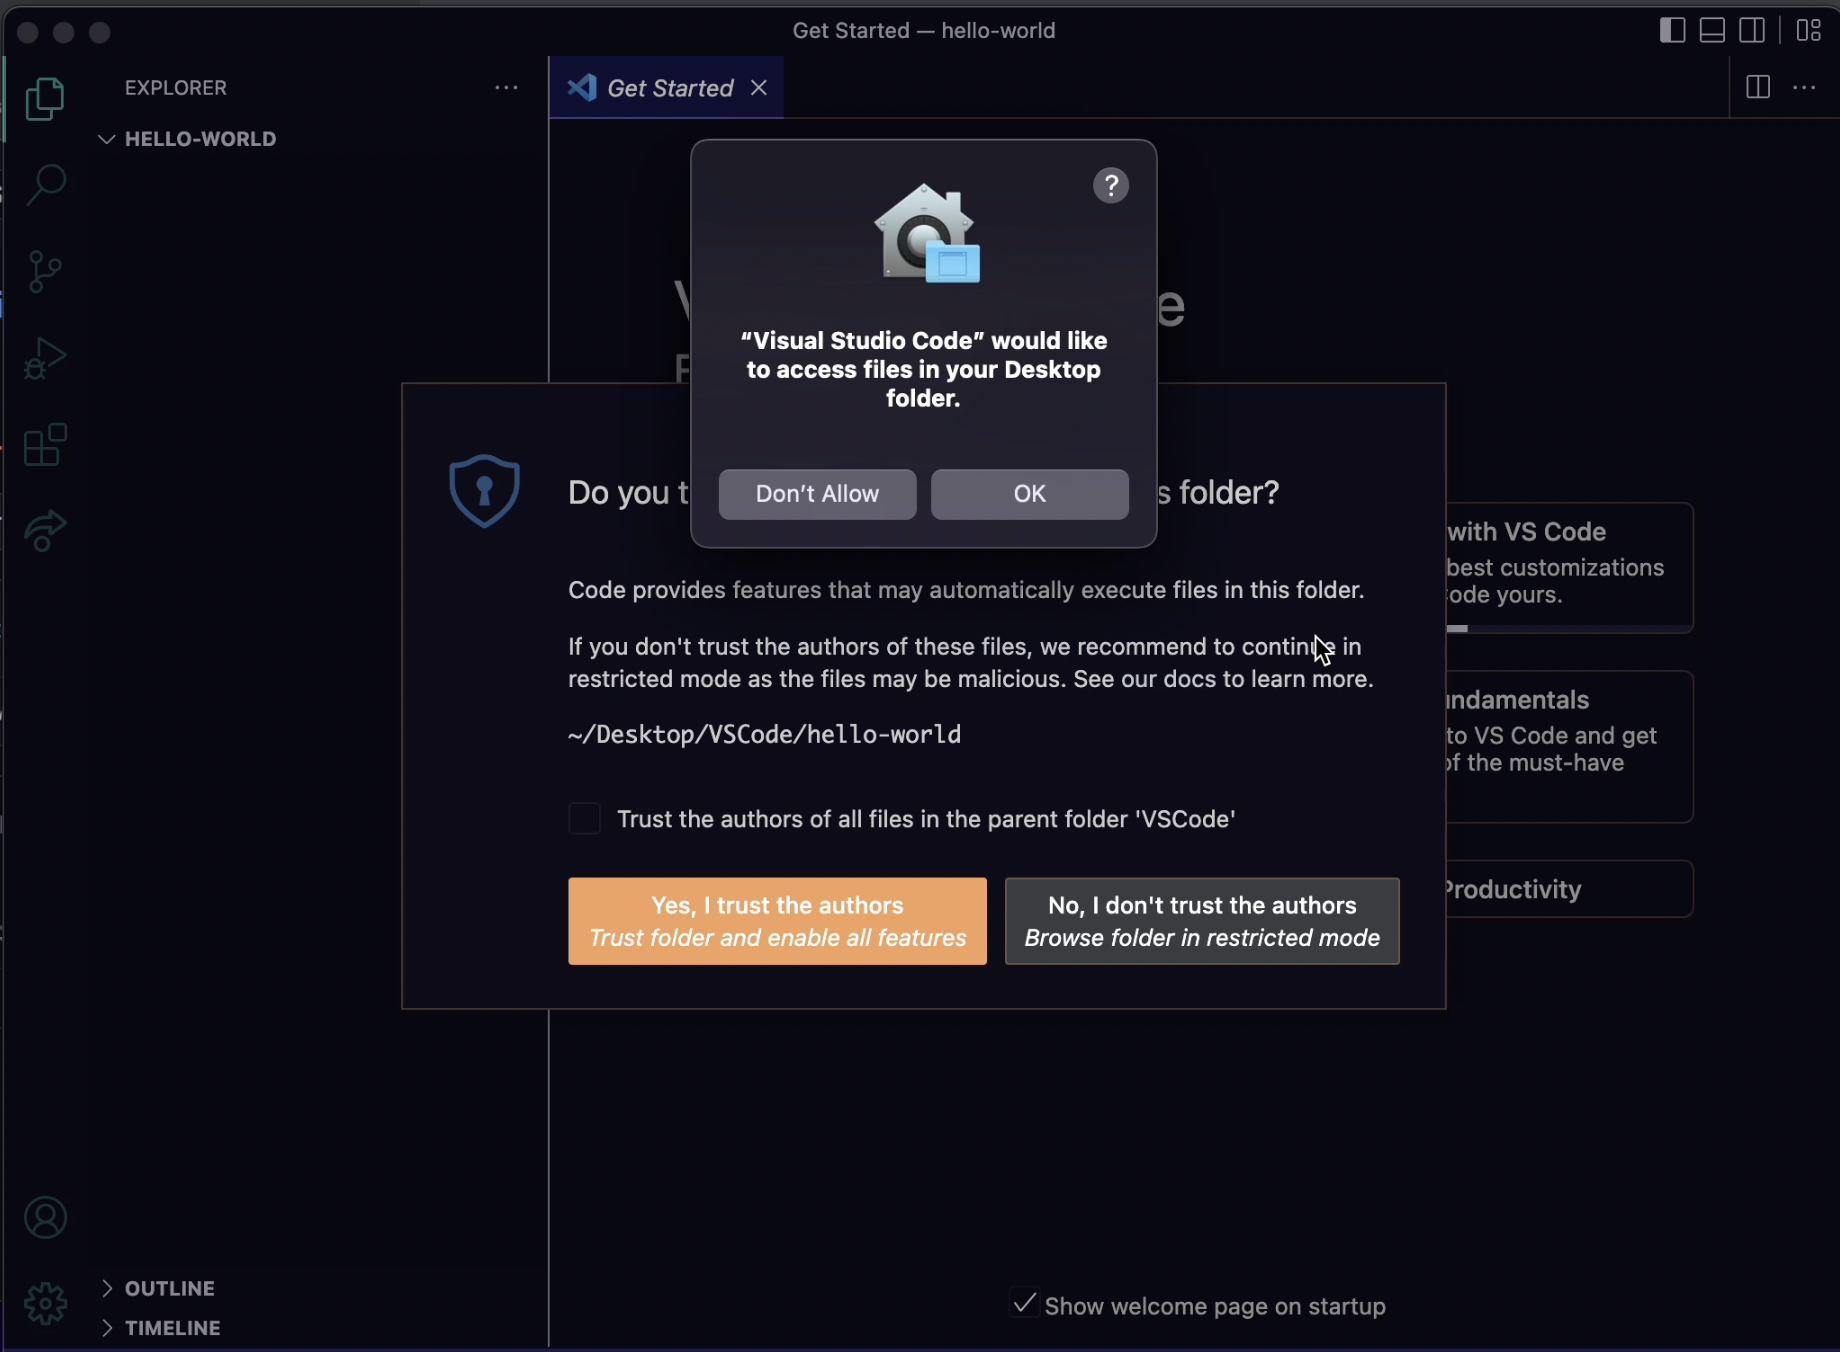 Get Started — hello-world
EXPLORER
HELLO-WORLD
Get Started
?
“Visual Studio Code” would like
to access files in your Desktop
folder.
Don’t Allow
OK
Do you t
s folder?
Code provides features that may automatically execute files in this folder.
If you don't trust the authors of these files, we recommend to continue in
restricted mode as the files may be malicious. See our docs to learn more.
~/Desktop/VSCode/hello-world
Trust the authors of all files in the parent folder 'VSCode'
Yes, I trust the authors
Trust folder and enable all features
No, I don't trust the authors
Browse folder in restricted mode
with VS Code
best customizations
ode yours.
undamentals
to VS Code and get
of the must-have
Productivity
OUTLINE
TIMELINE
Show welcome page on startup